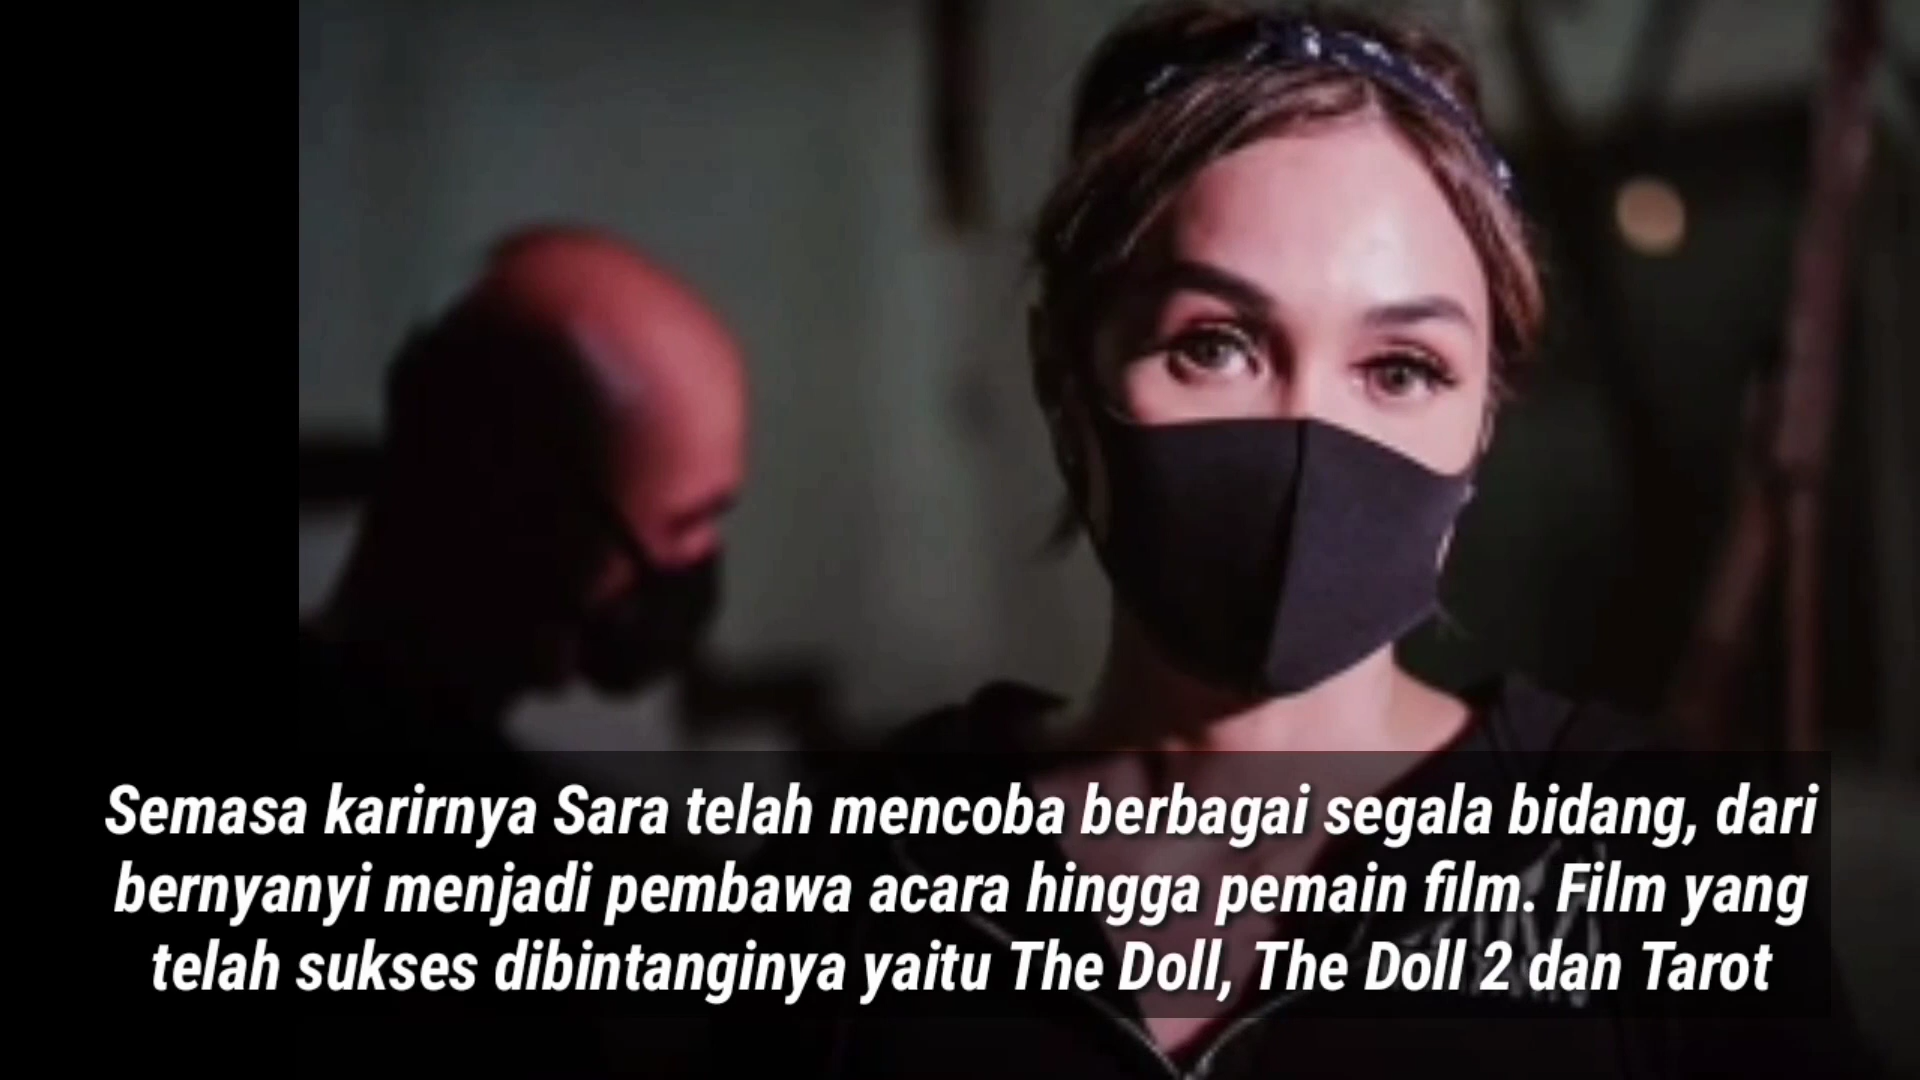 Semasa karirnya Sara telah mencoba berbagai segala bidang, dari
bernyanyi menjadi pembawa acara hingga pemain film. Film yang
telah sukses dibintanginya yaitu The Doll, The Doll 2 dan Tarot